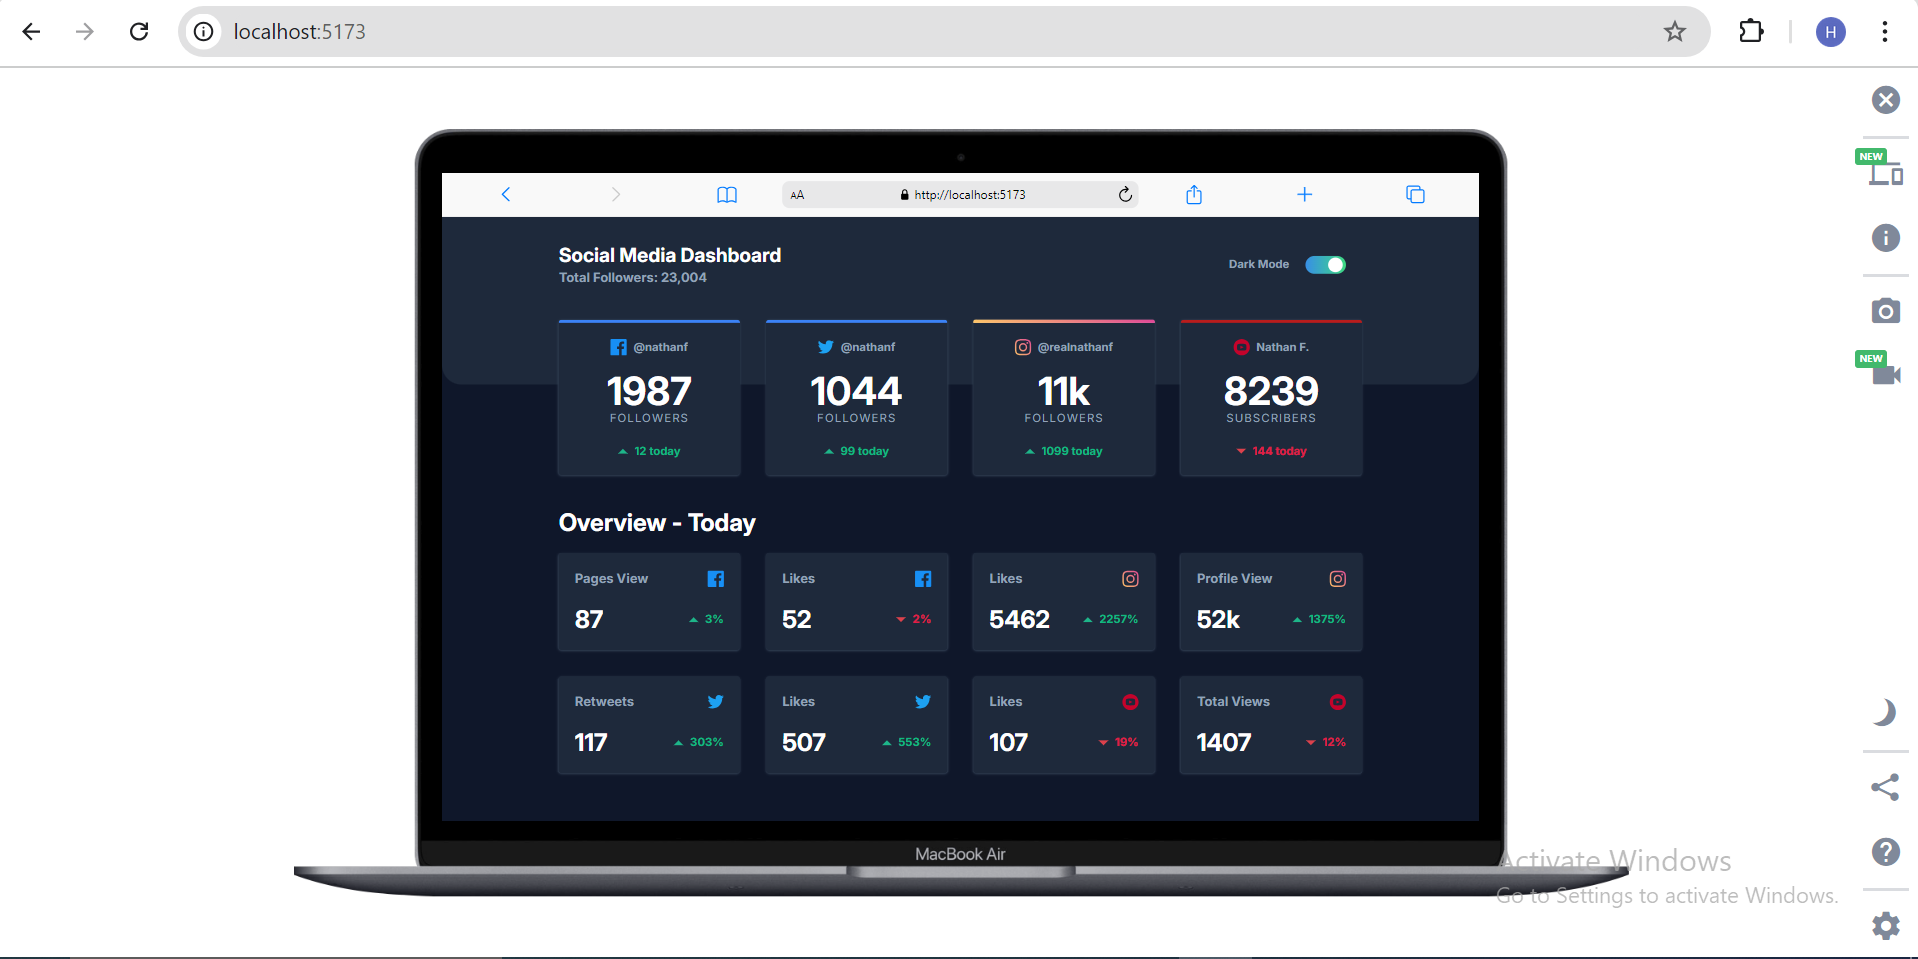 localhost:5173
H
NEW
NEW
AA
http://localhost:5173
Social Media Dashboard
Total Followers: 23,004
Dark Mode
@nathanf
1987
FOLLOWERS
12 today
@nathanf
1044
FOLLOWERS
99 today
@realnathanf
11k
FOLLOWERS
1099 today
Nathan F.
8239
SUBSCRIBERS
144 today
Overview - Today
Pages View
87
3%
Likes
52
2%
Likes
5462
2257%
Profile View
52k
1375%
Retweets
117
303%
Likes
507
553%
Likes
107
19%
Total Views
1407
12%
MacBook Air
Activate Windows
Go to Settings to activate Windows.